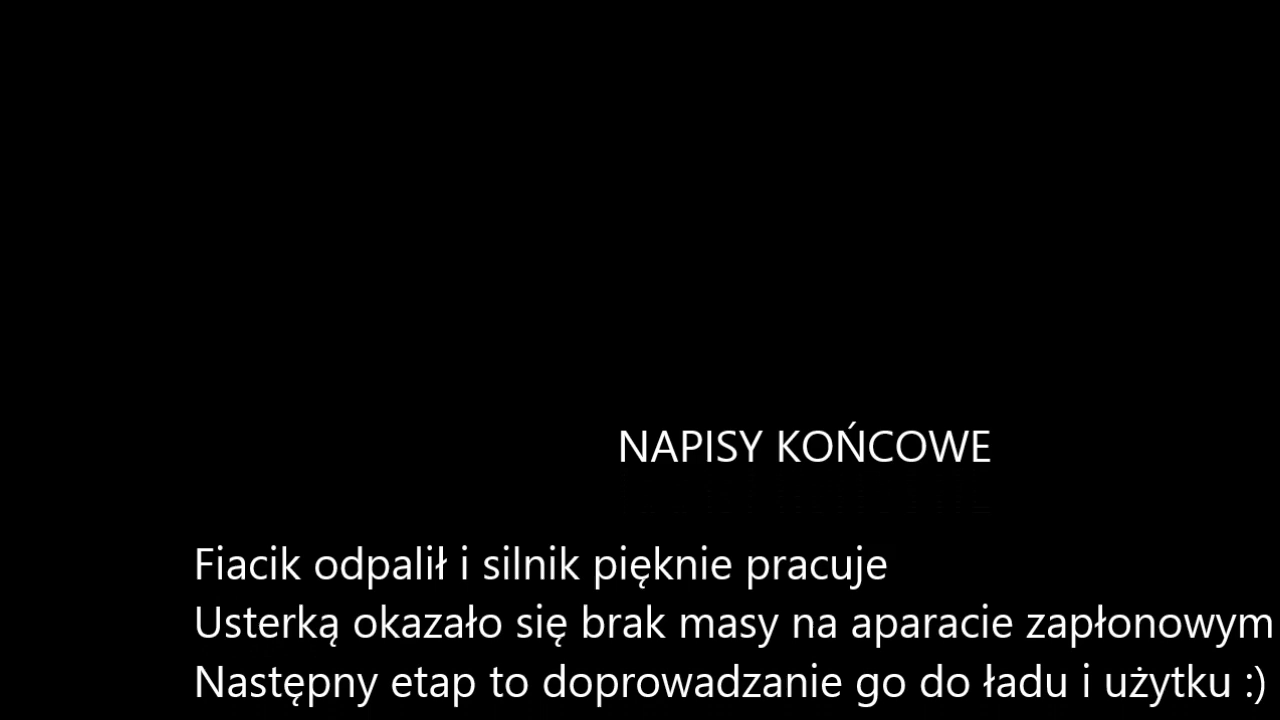 NAPISY KOŃCOWE
Fiacik odpalił i silnik pięknie pracuje
Usterką okazało się brak masy na aparacie zapłonowym
Następny etap to doprowadzanie go do ładu i użytku :)